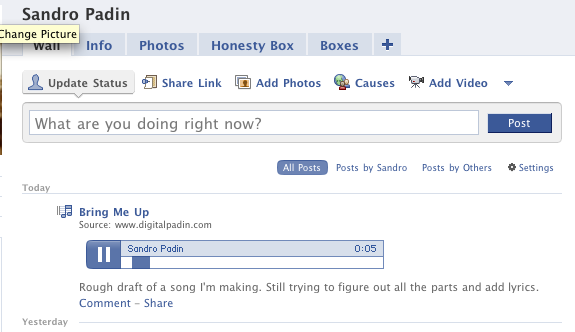 Sandro Padin
Change Picture
Wall Info Photos Honesty Box Boxes +
Update Status Share Link Add Photos Causes Add Video
What are you doing right now? Post
All Posts Posts by Sandro Posts by Others Settings
Today
Bring Me Up
Source: www.digitalpadin.com
Sandro Padin 0:05
Rough draft of a song I'm making. Still trying to figure out all the parts and add lyrics.
Comment - Share
Yesterday